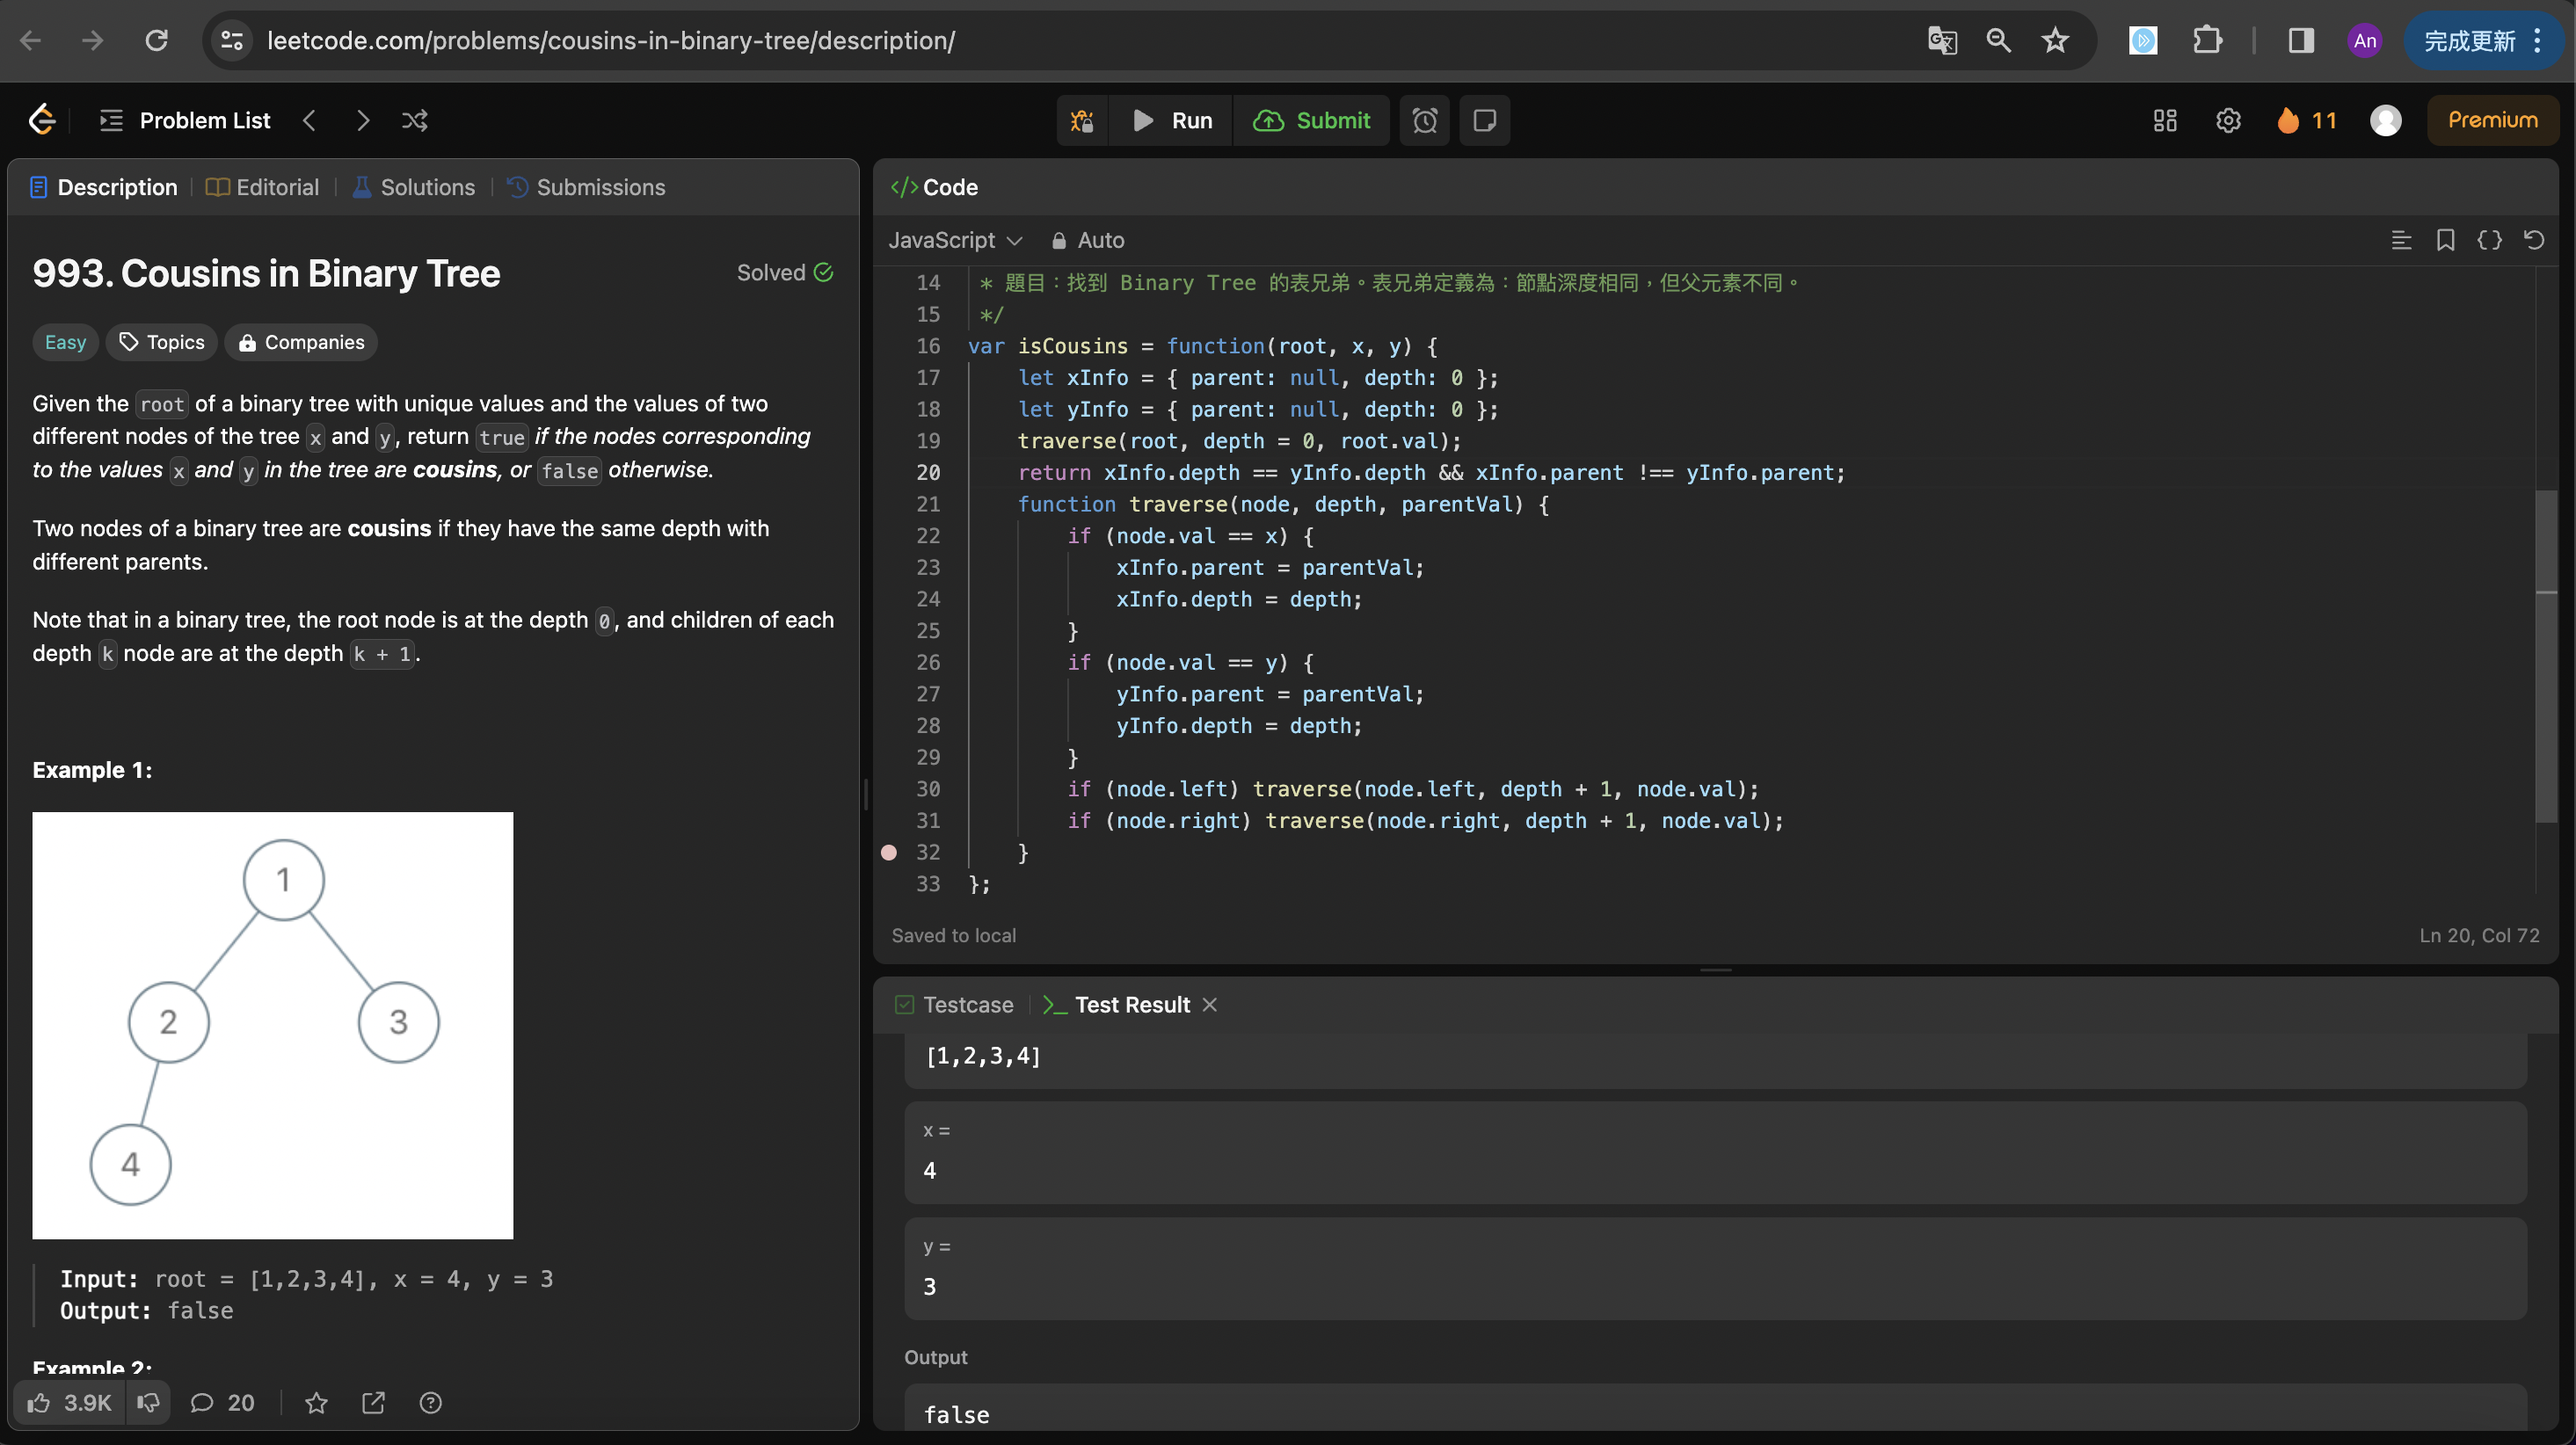 leetcode.com/problems/cousins-in-binary-tree/description/
An
完成更新
Problem List
Run
Submit
11
Premium
Description
Editorial
Solutions
Submissions
993. Cousins in Binary Tree
Solved
Easy
Topics
Companies
Given the root of a binary tree with unique values and the values of two
different nodes of the tree x and y, return true if the nodes corresponding
to the values x and y in the tree are cousins, or false otherwise.
Two nodes of a binary tree are cousins if they have the same depth with
different parents.
Note that in a binary tree, the root node is at the depth 0, and children of each
depth k node are at the depth k + 1.
Example 1:
1
2
3
4
Input: root = [1,2,3,4], x = 4, y = 3
Output: false
Example 2:
3.9K
20
</> Code
JavaScript
Auto
14 * 題目：找到 Binary Tree 的表兄弟。表兄弟定義為：節點深度相同，但父元素不同。
15 */
16 var isCousins = function(root, x, y) {
17 let xInfo = { parent: null, depth: 0 };
18 let yInfo = { parent: null, depth: 0 };
19 traverse(root, depth = 0, root.val);
20 return xInfo.depth == yInfo.depth && xInfo.parent !== yInfo.parent;
21 function traverse(node, depth, parentVal) {
22 if (node.val == x) {
23 xInfo.parent = parentVal;
24 xInfo.depth = depth;
25 }
26 if (node.val == y) {
27 yInfo.parent = parentVal;
28 yInfo.depth = depth;
29 }
30 if (node.left) traverse(node.left, depth + 1, node.val);
31 if (node.right) traverse(node.right, depth + 1, node.val);
32 }
33 };
Saved to local
Ln 20, Col 72
Testcase
Test Result
[1,2,3,4]
x =
4
y =
3
Output
false